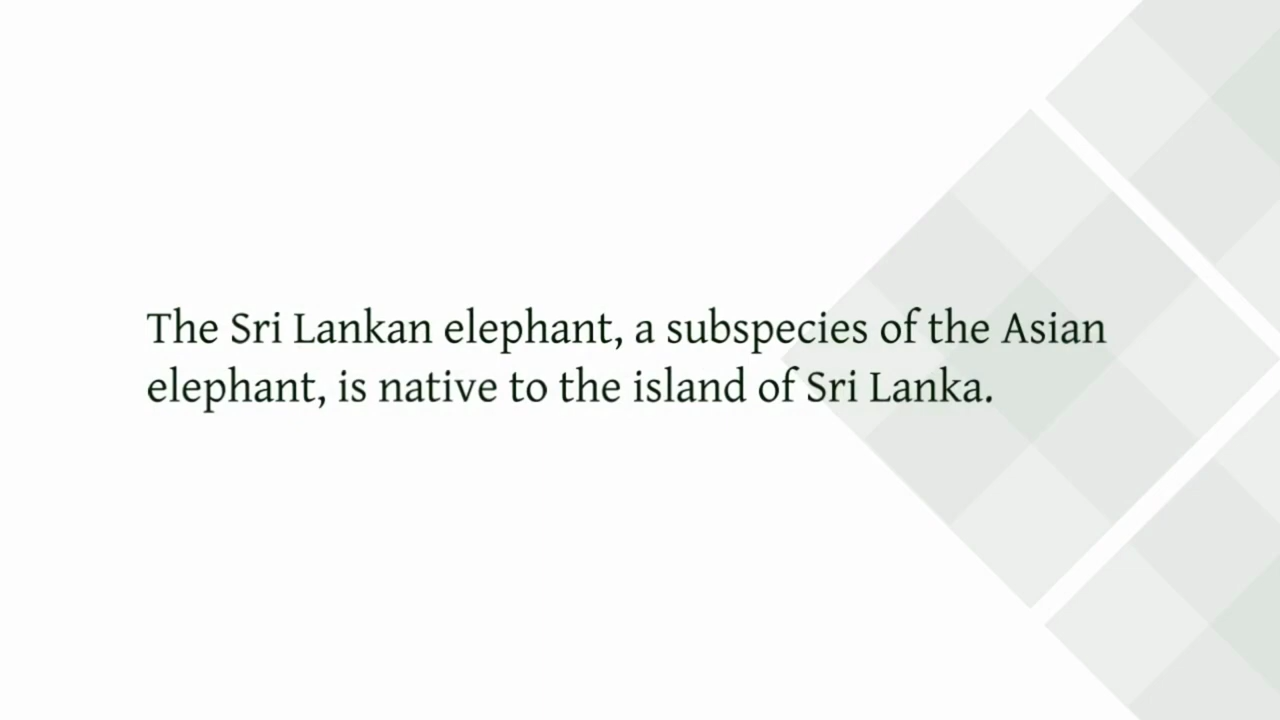 The Sri Lankan elephant, a subspecies of the Asian
elephant, is native to the island of Sri Lanka.